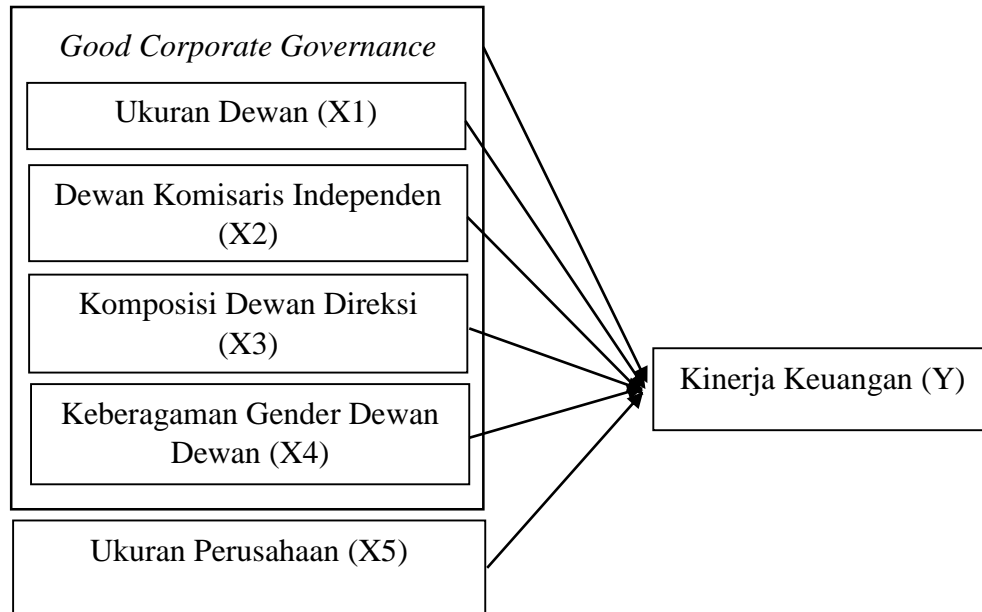 Good Corporate Governance
Ukuran Dewan (X1)
Dewan Komisaris Independen
(X2)
Komposisi Dewan Direksi
(X3)
Keberagaman Gender Dewan
Dewan (X4)
Ukuran Perusahaan (X5)
Kinerja Keuangan (Y)